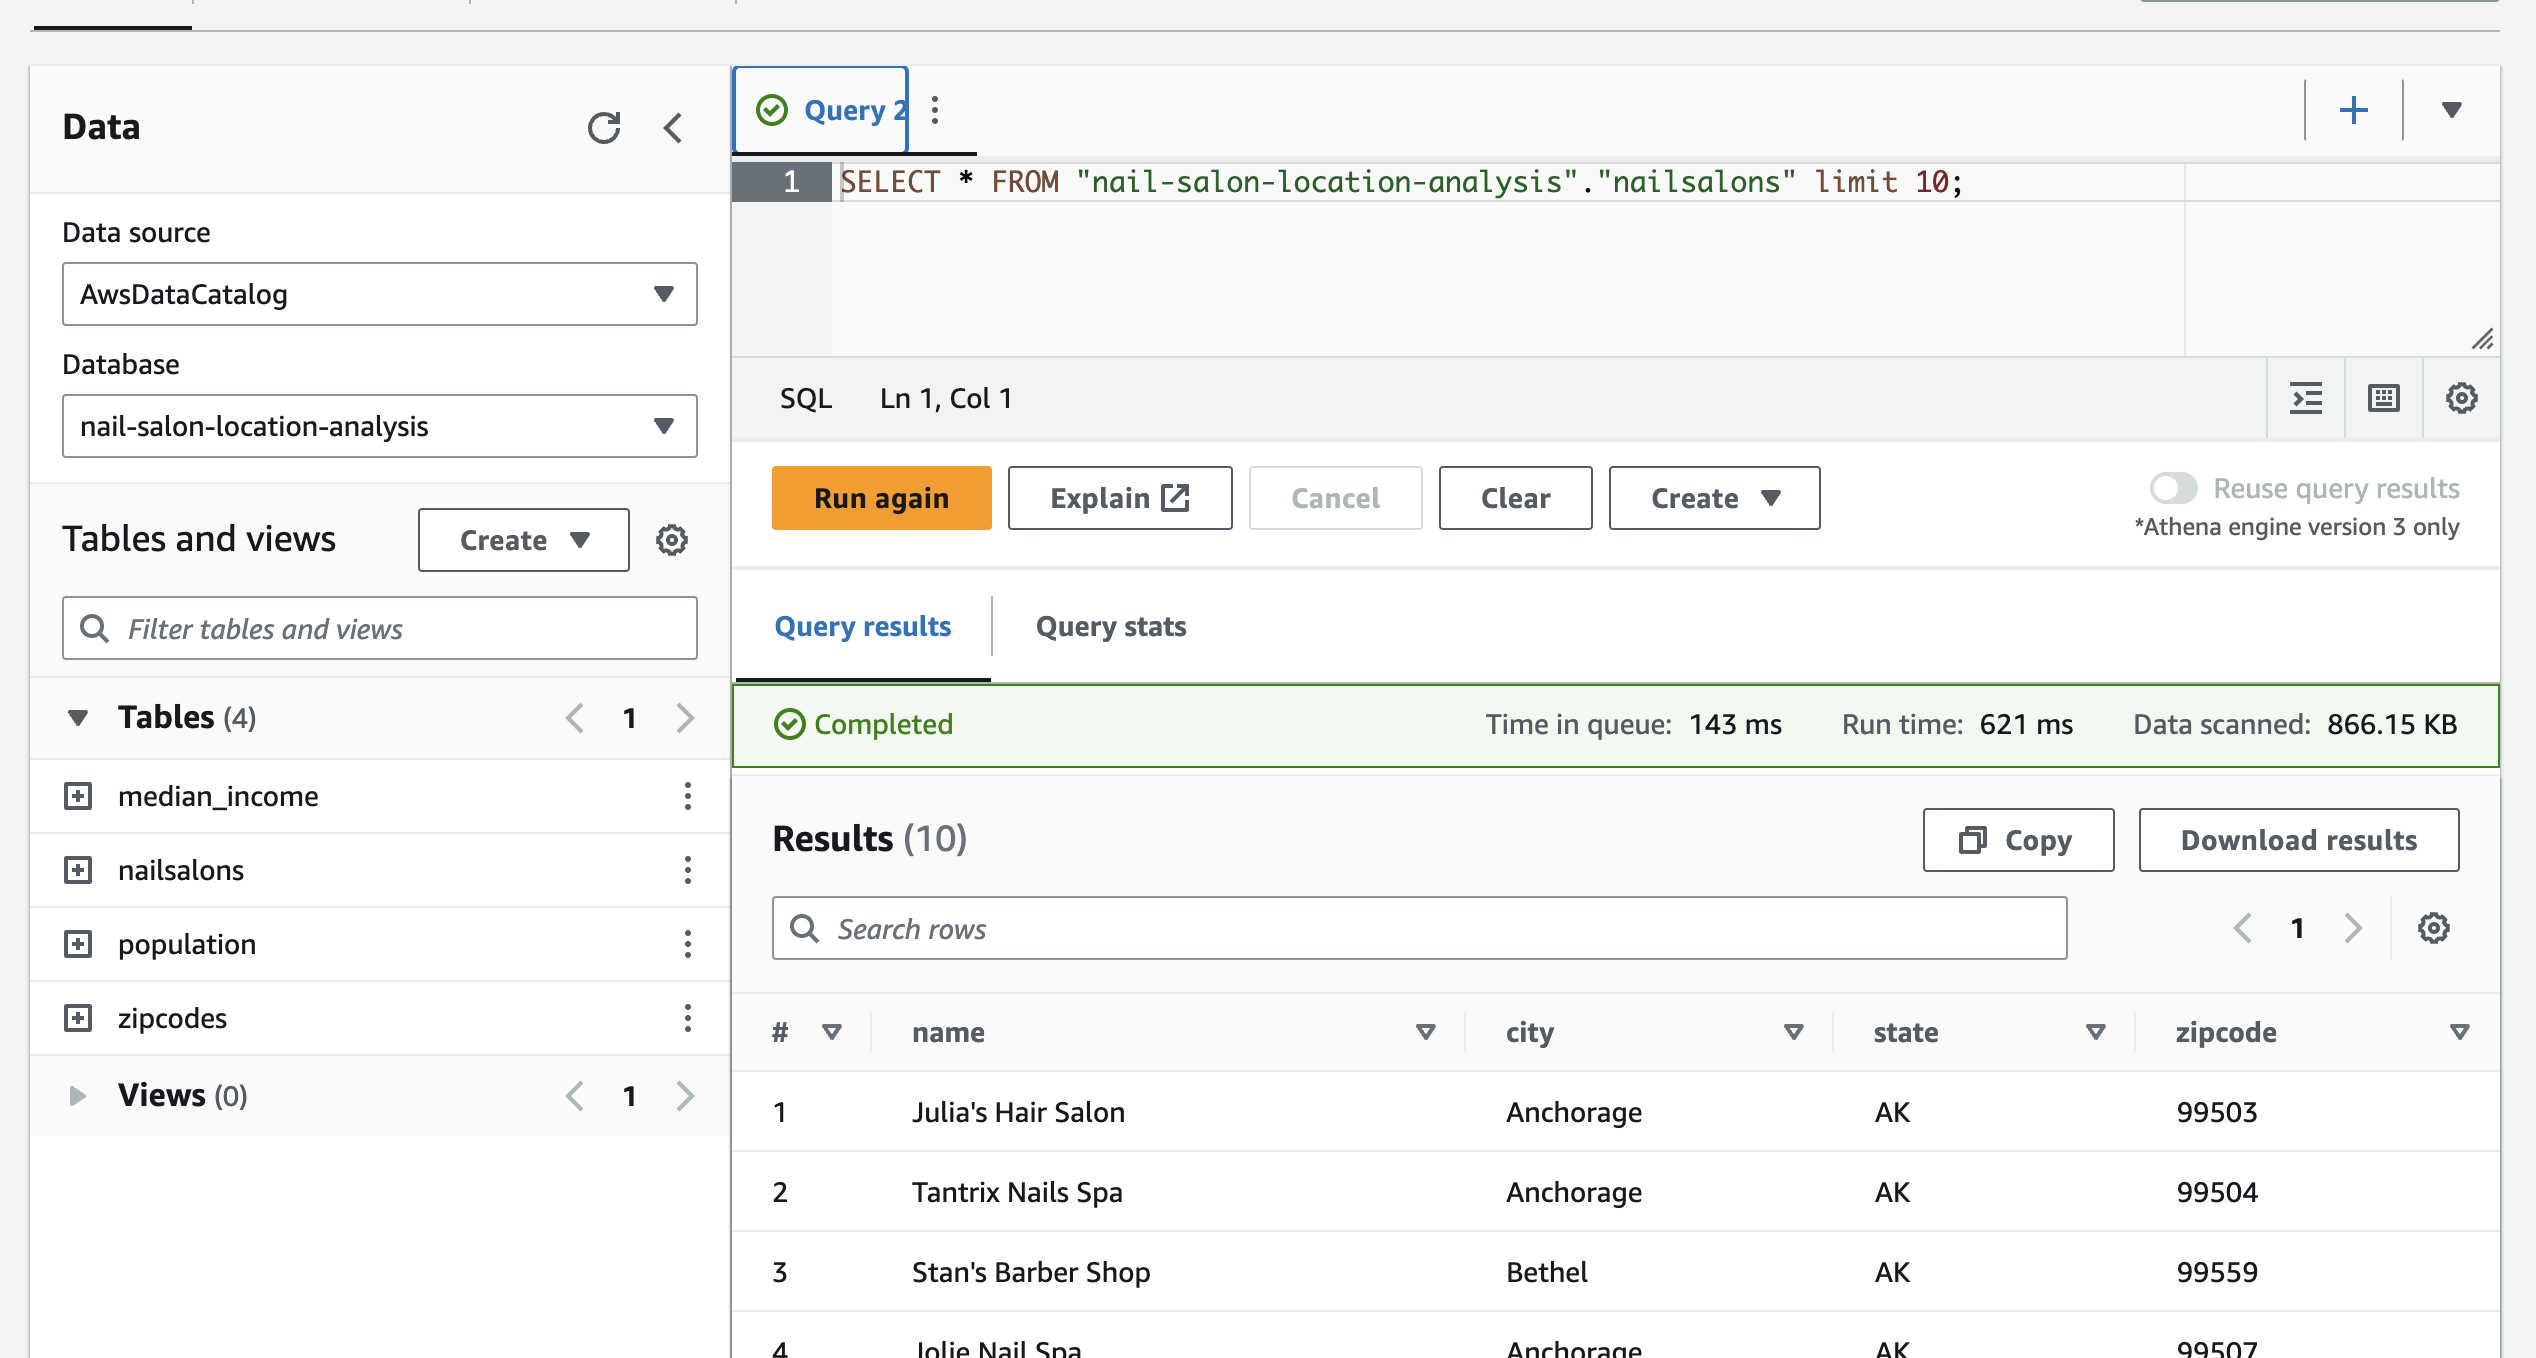 Data
Data source
AwsDataCatalog
Database
nail-salon-location-analysis
Tables and views
Create
Filter tables and views
Tables (4)
1
median_income
nailsalons
population
zipcodes
Views (0)
1
Query 2
1 SELECT * FROM "nail-salon-location-analysis"."nailsalons" limit 10;
SQL Ln 1, Col 1
Run again Explain Cancel Clear Create
Reuse query results
*Athena engine version 3 only
Query results Query stats
Completed Time in queue: 143 ms Run time: 621 ms Data scanned: 866.15 KB
Results (10)
Copy Download results
Search rows
1
# name city state zipcode
1 Julia's Hair Salon Anchorage AK 99503
2 Tantrix Nails Spa Anchorage AK 99504
3 Stan's Barber Shop Bethel AK 99559
4 Jolie Nail Spa Anchorage AK 99507